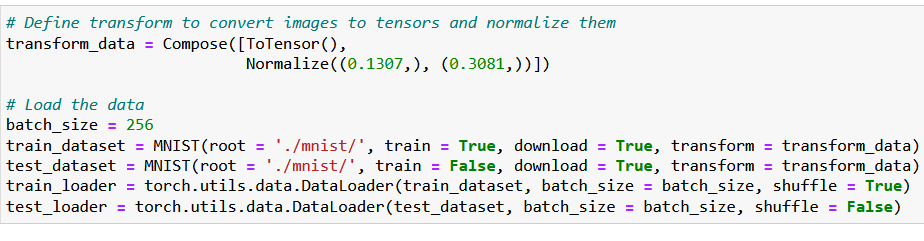 # Define transform to convert images to tensors and normalize them
transform_data = Compose([ToTensor(),
                          Normalize((0.1307,), (0.3081,))])

# Load the data
batch_size = 256
train_dataset = MNIST(root = './mnist/', train = True, download = True, transform = transform_data)
test_dataset = MNIST(root = './mnist/', train = False, download = True, transform = transform_data)
train_loader = torch.utils.data.DataLoader(train_dataset, batch_size = batch_size, shuffle = True)
test_loader = torch.utils.data.DataLoader(test_dataset, batch_size = batch_size, shuffle = False)